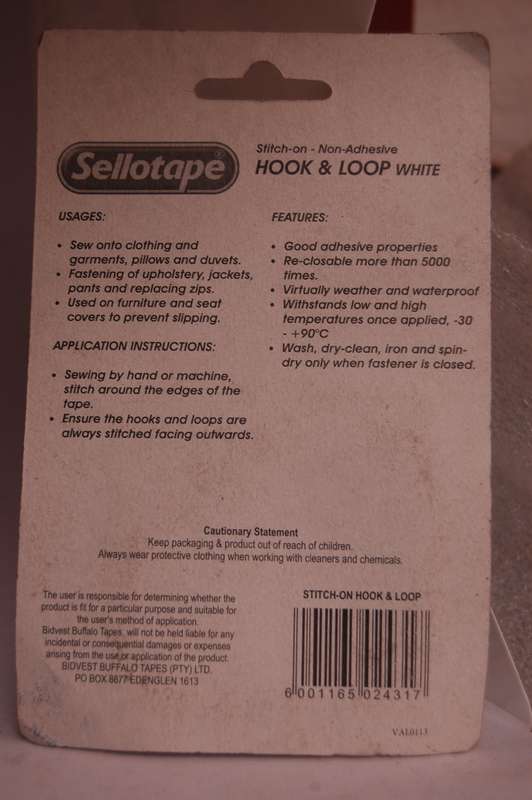 Sellotape®
Stitch-on - Non-Adhesive
HOOK & LOOP WHITE
USAGES:
• Sew onto clothing and
garments, pillows and duvets.
• Fastening of upholstery, jackets,
pants and replacing zips.
• Used on furniture and seat
covers to prevent slipping.
APPLICATION INSTRUCTIONS:
• Sewing by hand or machine,
stitch around the edges of the
tape.
• Ensure the hooks and loops are
always stitched facing outwards.
FEATURES:
• Good adhesive properties
• Re-closable more than 5000
times.
• Virtually weather and waterproof
• Withstands low and high
temperatures once applied, -30
- +90°C
• Wash, dry-clean, iron and spin-
dry only when fastener is closed.
Cautionary Statement
Keep packaging & product out of reach of children.
Always wear protective clothing when working with cleaners and chemicals.
The user is responsible for determining whether the
product is fit for a particular purpose and suitable for
the user's method of application.
Bidvest Buffalo Tapes, will not be held liable for any
incidental or consequential damages or expenses
arising from the use or application of the product.
BIDVEST BUFFALO TAPES (PTY) LTD.
PO BOX 8677 EDENGLEN 1613
STITCH-ON HOOK & LOOP
6 001165 024317
VAL0113